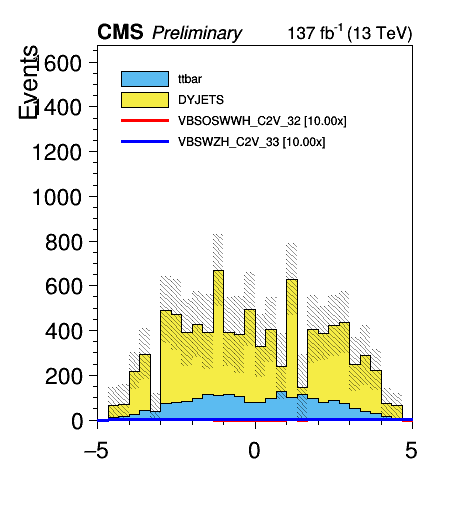 CMS Preliminary 137 fb⁻¹ (13 TeV)
Events
1600
1400
1200
1000
800
600
400
200
0
ttbar
DYJETS
VBSOSWWH_C2V_32 [10.00x]
VBSWZH_C2V_33 [10.00x]
−5 0 5